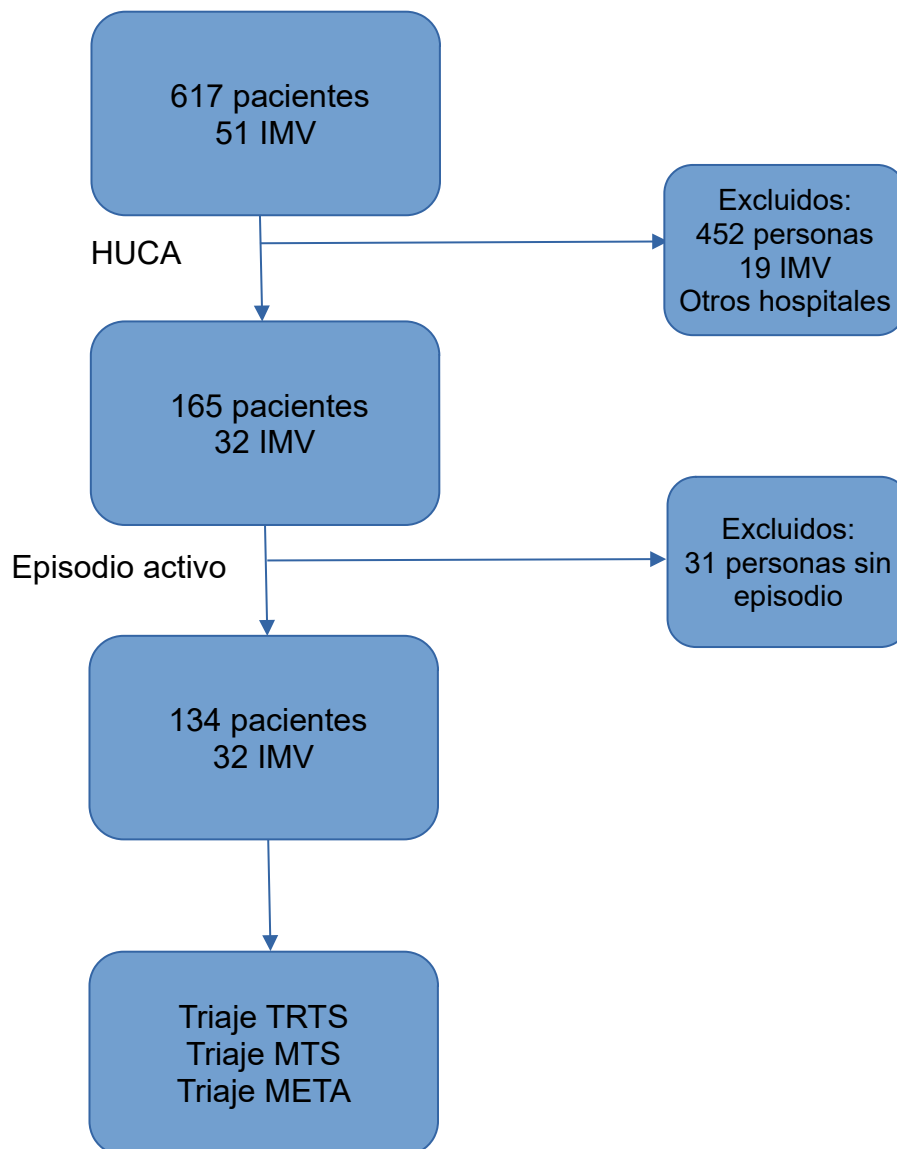 617 pacientes
51 IMV
HUCA
Excluidos:
452 personas
19 IMV
Otros hospitales
165 pacientes
32 IMV
Episodio activo
Excluidos:
31 personas sin
episodio
134 pacientes
32 IMV
Triaje TRTS
Triaje MTS
Triaje META